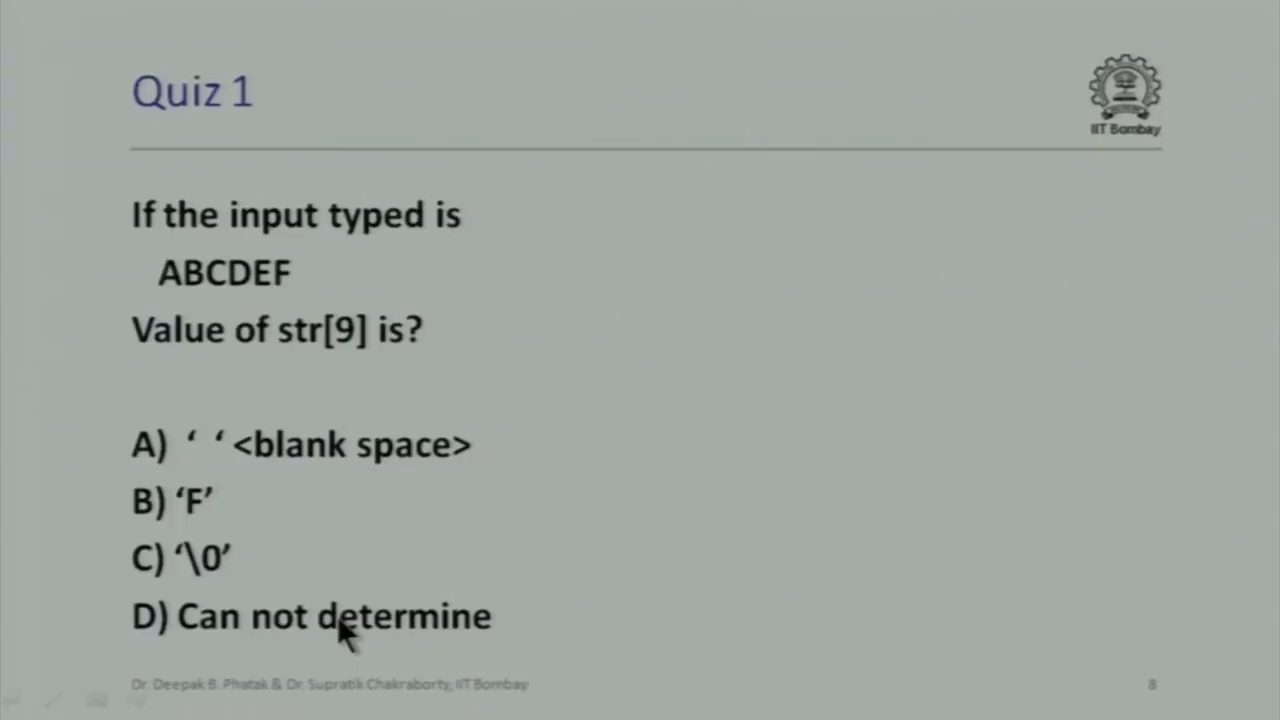 Quiz 1
IIT Bombay
If the input typed is
ABCDEF
Value of str[9] is?
A) ‘ ‘ <blank space>
B) ‘F’
C) ‘\0’
D) Can not determine
Dr. Deepak B. Phatak & Dr. Supratik Chakraborty, IIT Bombay
8